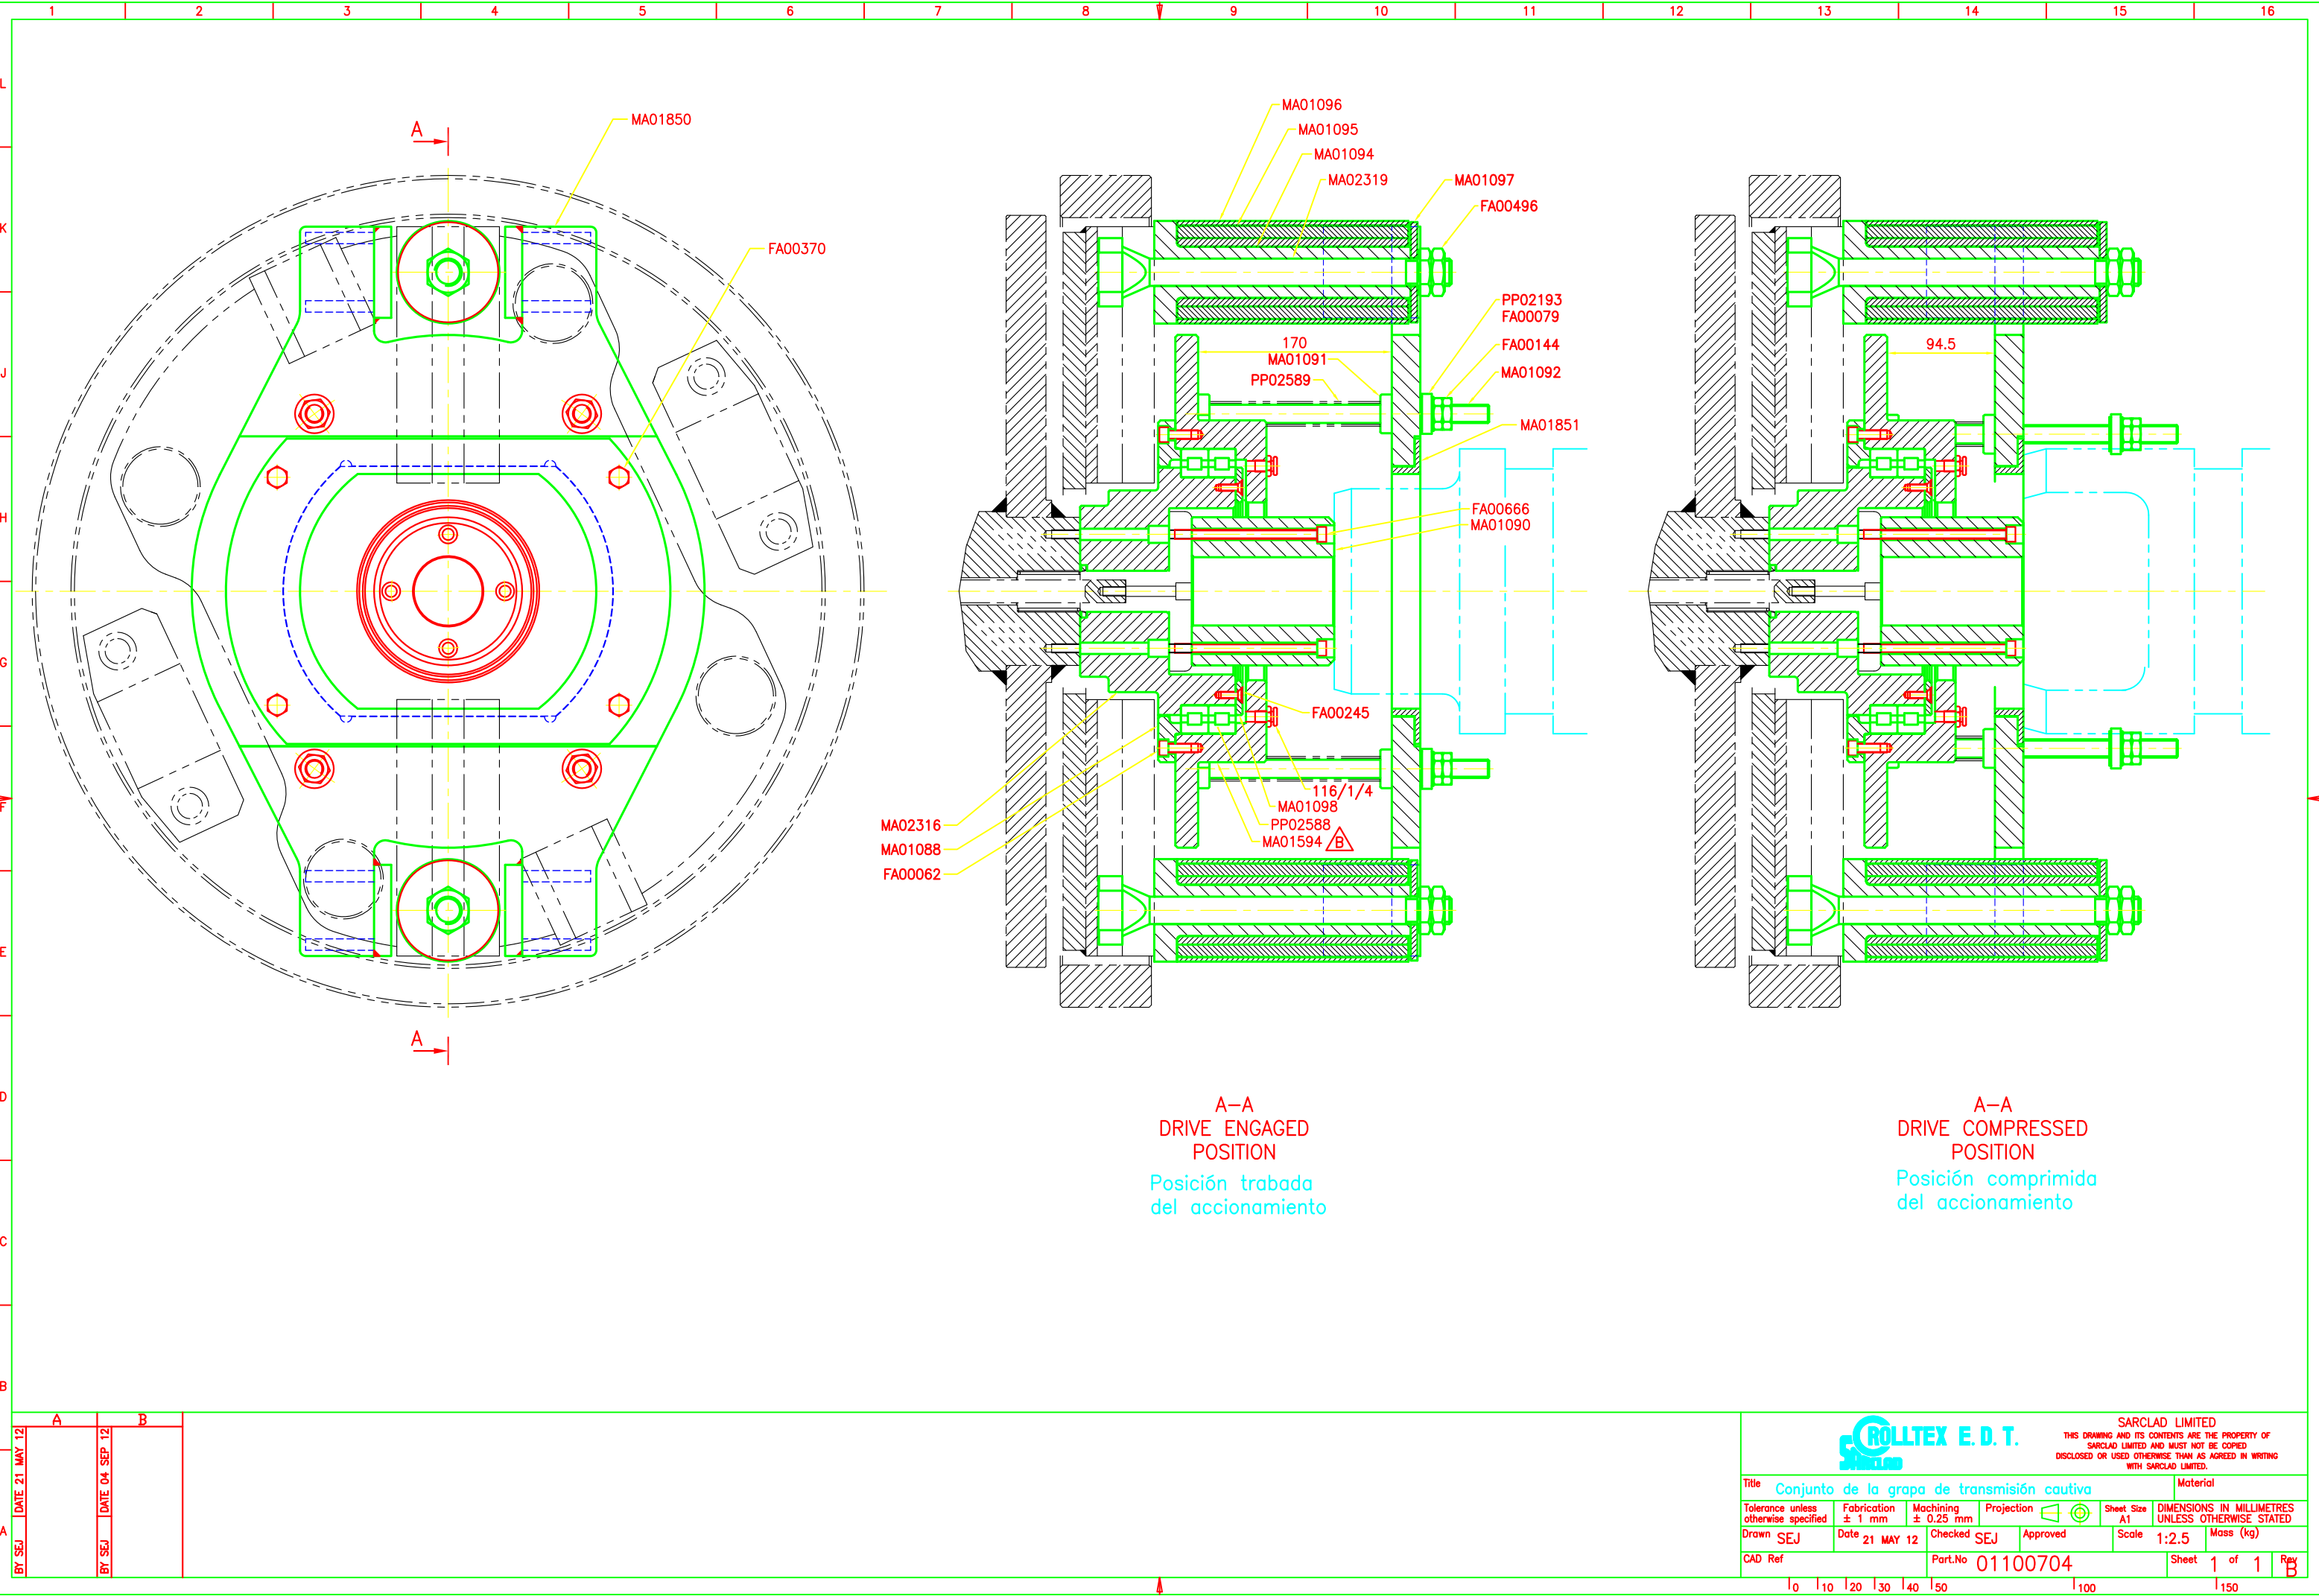 1 2 3 4 5 6 7 8 9 10 11 12 13 14 15 16
L
K
J
H
G
F
E
D
C
B
A
A
MA01850
FA00370
A
MA01096
MA01095
MA01094
MA02319
MA01097
FA00496
PP02193
FA00079
FA00144
MA01092
170
MA01091
PP02589
MA01851
FA00666
MA01090
FA00245
116/1/4
MA01098
PP02588
MA01594 B
MA02316
MA01088
FA00062
94.5
A-A
DRIVE ENGAGED
POSITION
Posición trabada
del accionamiento
A-A
DRIVE COMPRESSED
POSITION
Posición comprimida
del accionamiento
A B
DATE 21 MAY 12
BY SEJ
DATE 04 SEP 12
BY SEJ
ROLLTEX E. D. T.
SARCLAD
SARCLAD LIMITED
THIS DRAWING AND ITS CONTENTS ARE THE PROPERTY OF
SARCLAD LIMITED AND MUST NOT BE COPIED
DISCLOSED OR USED OTHERWISE THAN AS AGREED IN WRITING
WITH SARCLAD LIMITED.
Title Conjunto de la grapa de transmisión cautiva
Material
Tolerance unless
otherwise specified
Fabrication
± 1 mm
Machining
± 0.25 mm
Projection
Sheet Size
A1
DIMENSIONS IN MILLIMETRES
UNLESS OTHERWISE STATED
Drawn SEJ
Date 21 MAY 12
Checked SEJ
Approved
Scale 1:2.5
Mass (kg)
CAD Ref
Part.No 01100704
Sheet 1 of 1
Rev B
0 10 20 30 40 50 100 150